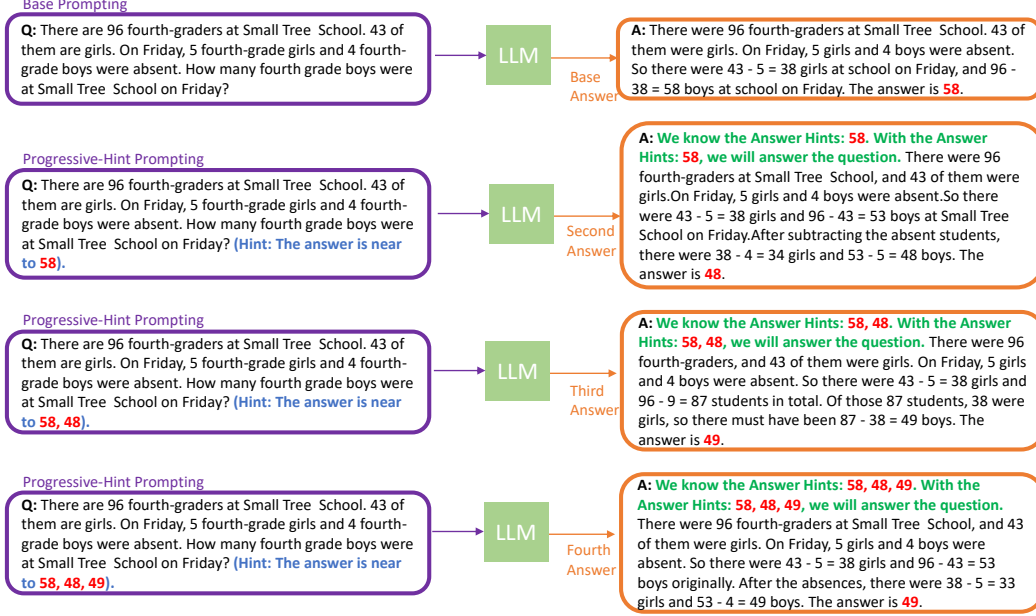 Base Prompting
Q: There are 96 fourth-graders at Small Tree School. 43 of
them are girls. On Friday, 5 fourth-grade girls and 4 fourth-
grade boys were absent. How many fourth grade boys were
at Small Tree School on Friday?
LLM
Base
Answer
A: There were 96 fourth-graders at Small Tree School. 43 of
them were girls. On Friday, 5 girls and 4 boys were absent.
So there were 43 - 5 = 38 girls at school on Friday, and 96 -
38 = 58 boys at school on Friday. The answer is 58.
Progressive-Hint Prompting
Q: There are 96 fourth-graders at Small Tree School. 43 of
them are girls. On Friday, 5 fourth-grade girls and 4 fourth-
grade boys were absent. How many fourth grade boys were
at Small Tree School on Friday? (Hint: The answer is near
to 58).
LLM
Second
Answer
A: We know the Answer Hints: 58. With the Answer
Hints: 58, we will answer the question. There were 96
fourth-graders at Small Tree School, and 43 of them were
girls.On Friday, 5 girls and 4 boys were absent.So there
were 43 - 5 = 38 girls and 96 - 43 = 53 boys at Small Tree
School on Friday.After subtracting the absent students,
there were 38 - 4 = 34 girls and 53 - 5 = 48 boys. The
answer is 48.
Progressive-Hint Prompting
Q: There are 96 fourth-graders at Small Tree School. 43 of
them are girls. On Friday, 5 fourth-grade girls and 4 fourth-
grade boys were absent. How many fourth grade boys were
at Small Tree School on Friday? (Hint: The answer is near
to 58, 48).
LLM
Third
Answer
A: We know the Answer Hints: 58, 48. With the Answer
Hints: 58, 48, we will answer the question. There were 96
fourth-graders, and 43 of them were girls. On Friday, 5 girls
and 4 boys were absent. So there were 43 - 5 = 38 girls and
96 - 9 = 87 students in total. Of those 87 students, 38 were
girls, so there must have been 87 - 38 = 49 boys. The
answer is 49.
Progressive-Hint Prompting
Q: There are 96 fourth-graders at Small Tree School. 43 of
them are girls. On Friday, 5 fourth-grade girls and 4 fourth-
grade boys were absent. How many fourth grade boys were
at Small Tree School on Friday? (Hint: The answer is near
to 58, 48, 49).
LLM
Fourth
Answer
A: We know the Answer Hints: 58, 48, 49. With the
Answer Hints: 58, 48, 49, we will answer the question.
There were 96 fourth-graders at Small Tree School, and 43
of them were girls. On Friday, 5 girls and 4 boys were
absent. So there were 43 - 5 = 38 girls and 96 - 43 = 53
boys originally. After the absences, there were 38 - 5 = 33
girls and 53 - 4 = 49 boys. The answer is 49.